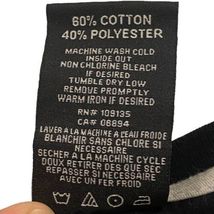 60% COTTON
40% POLYESTER
MACHINE WASH COLD
INSIDE OUT
NON CHLORINE BLEACH
IF DESIRED
TUMBLE DRY LOW
REMOVE PROMPTLY
WARM IRON IF DESIRED
RN# 109135
CA# 08894
LAVER A LA MACHINE A L'EAU FROIDE
BLANCHIR SANS CHLORE SI
NECESSAIRE
SECHER A LA MACHINE CYCLE
DOUX RETIRER DES QUE SEC
REPASSER SI NECESSAIRE
AVEC UN FER FROID